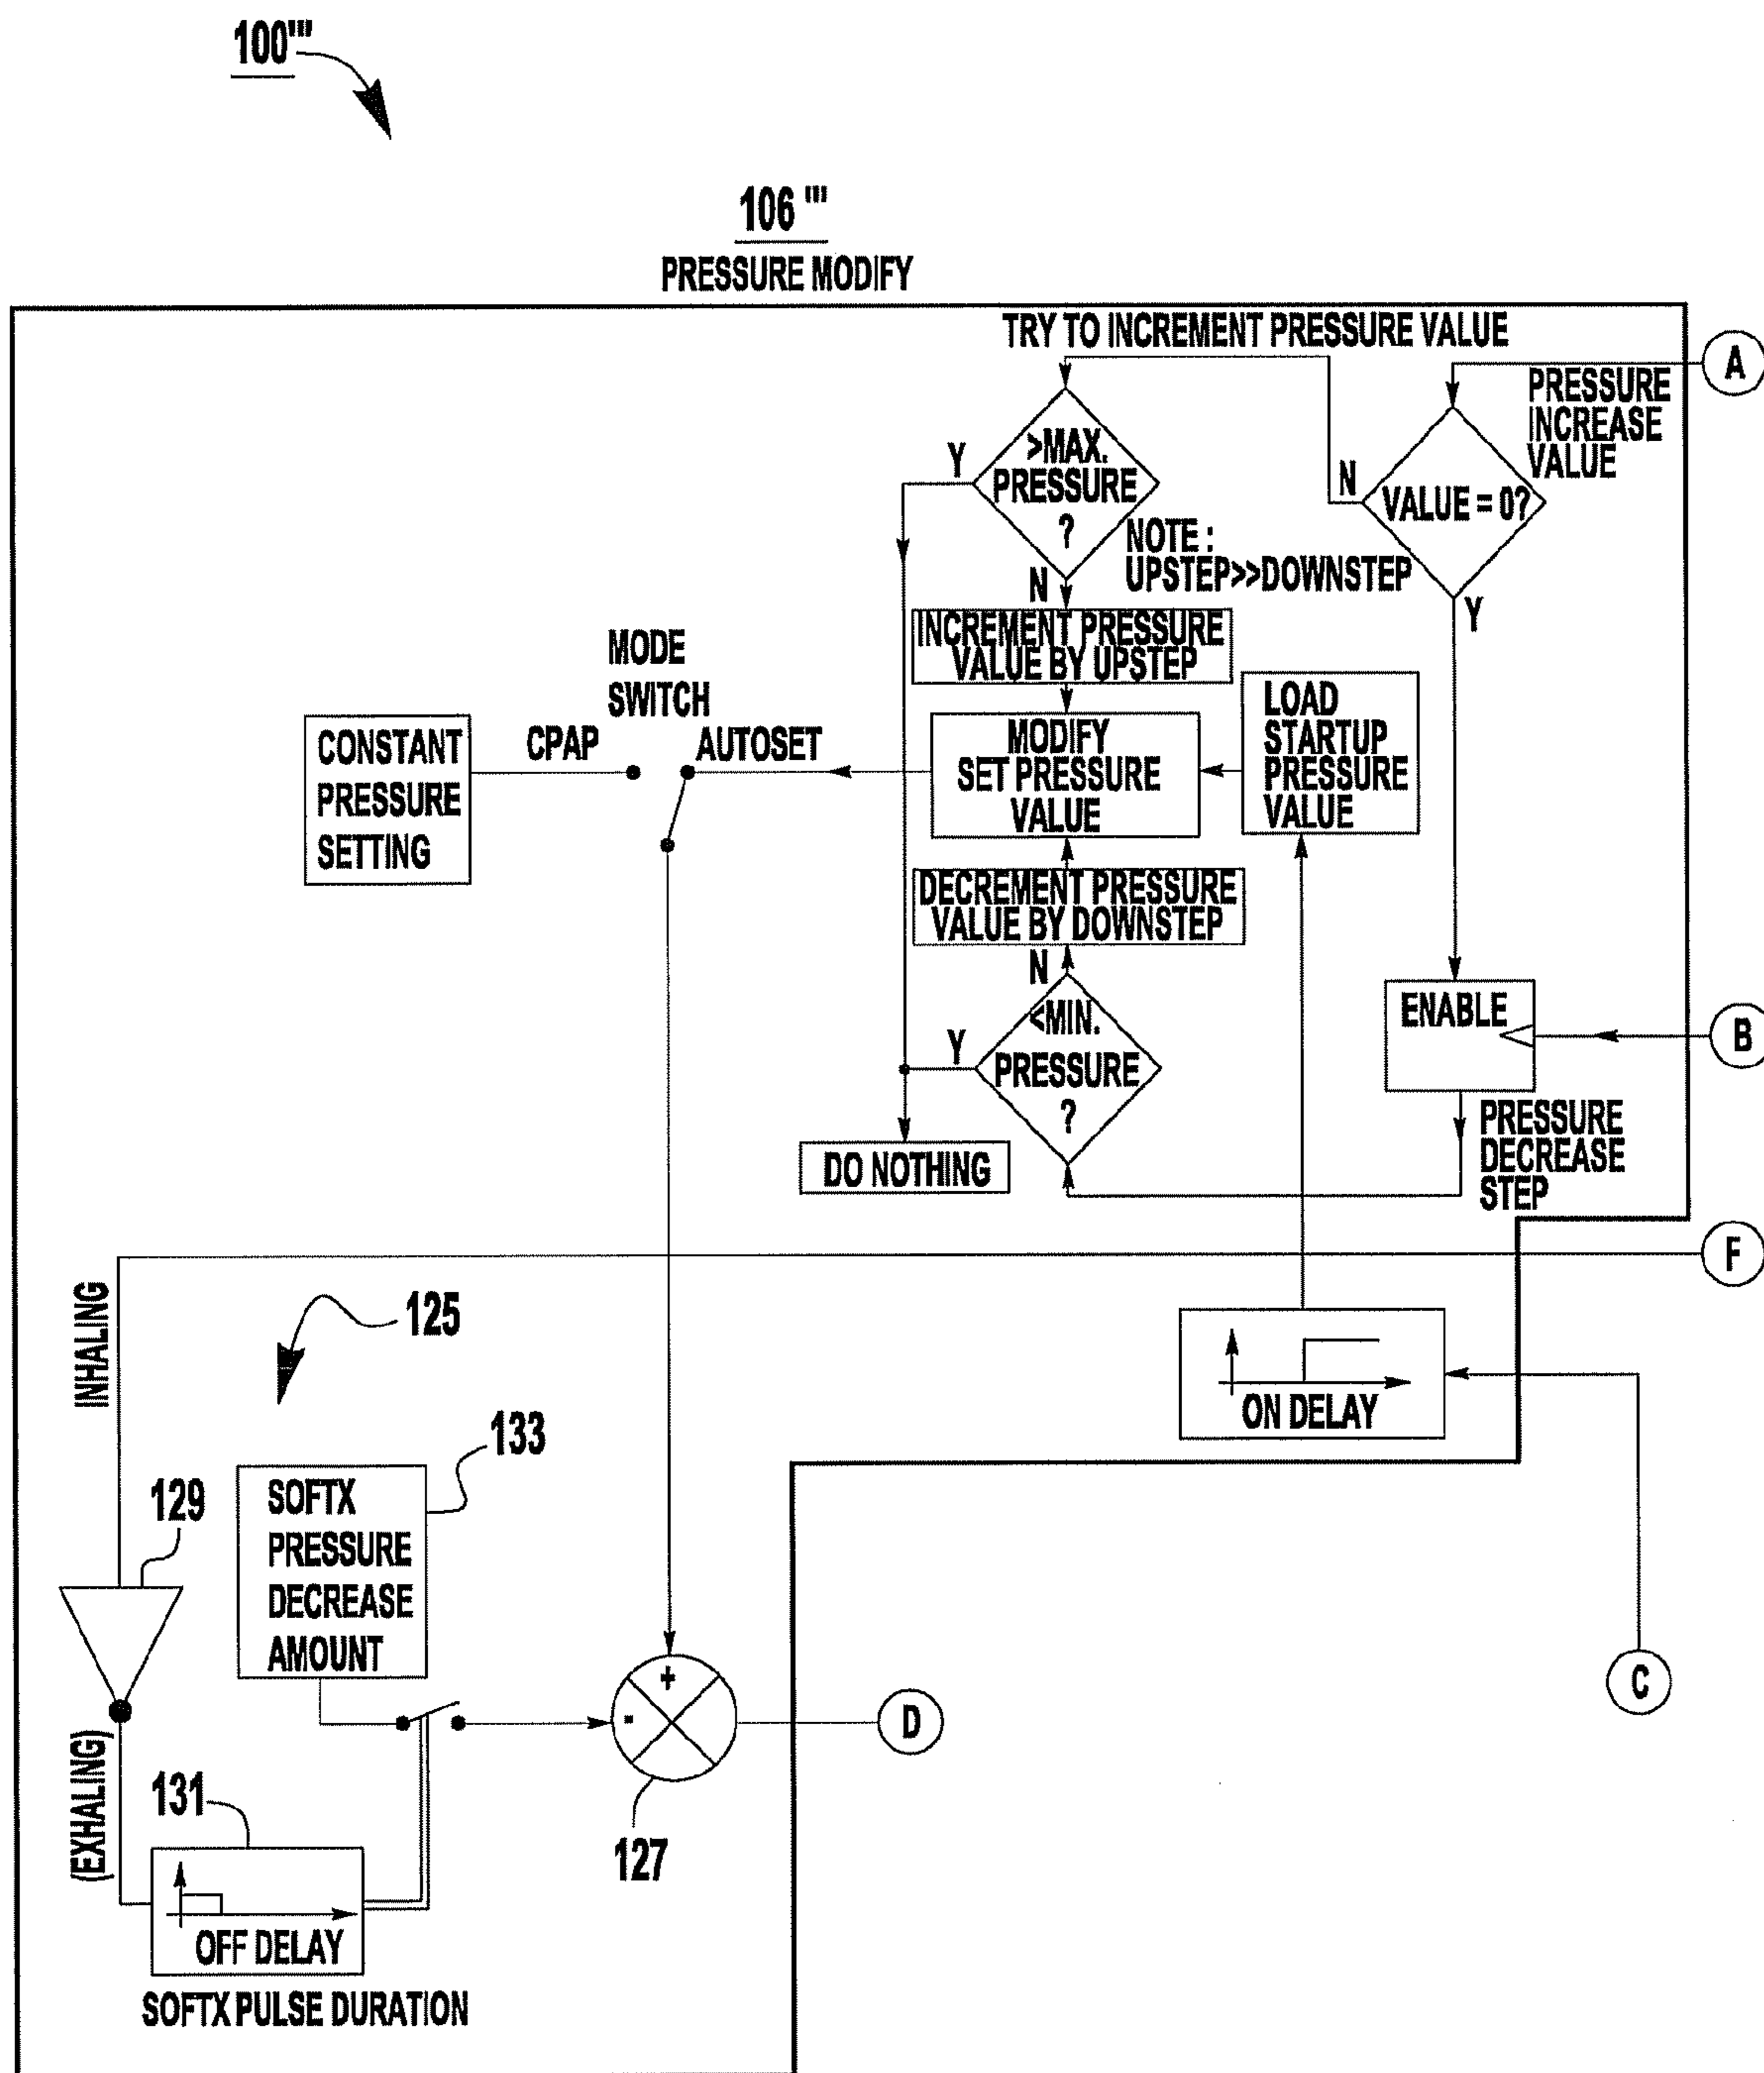 100'''
106 '''
PRESSURE MODIFY
TRY TO INCREMENT PRESSURE VALUE
A
PRESSURE
INCREASE
VALUE
>MAX.
PRESSURE
?
Y
N
VALUE = 0?
NOTE :
UPSTEP>>DOWNSTEP
N
Y
INCREMENT PRESSURE
VALUE BY UPSTEP
MODE
SWITCH
CONSTANT
PRESSURE
SETTING
CPAP
AUTOSET
MODIFY
SET PRESSURE
VALUE
LOAD
STARTUP
PRESSURE
VALUE
DECREMENT PRESSURE
VALUE BY DOWNSTEP
N
<MIN.
PRESSURE
?
Y
ENABLE
B
DO NOTHING
PRESSURE
DECREASE
STEP
F
INHALING
125
ON DELAY
133
129
SOFTX
PRESSURE
DECREASE
AMOUNT
+
-
D
C
(EXHALING)
131
127
OFF DELAY
SOFTX PULSE DURATION